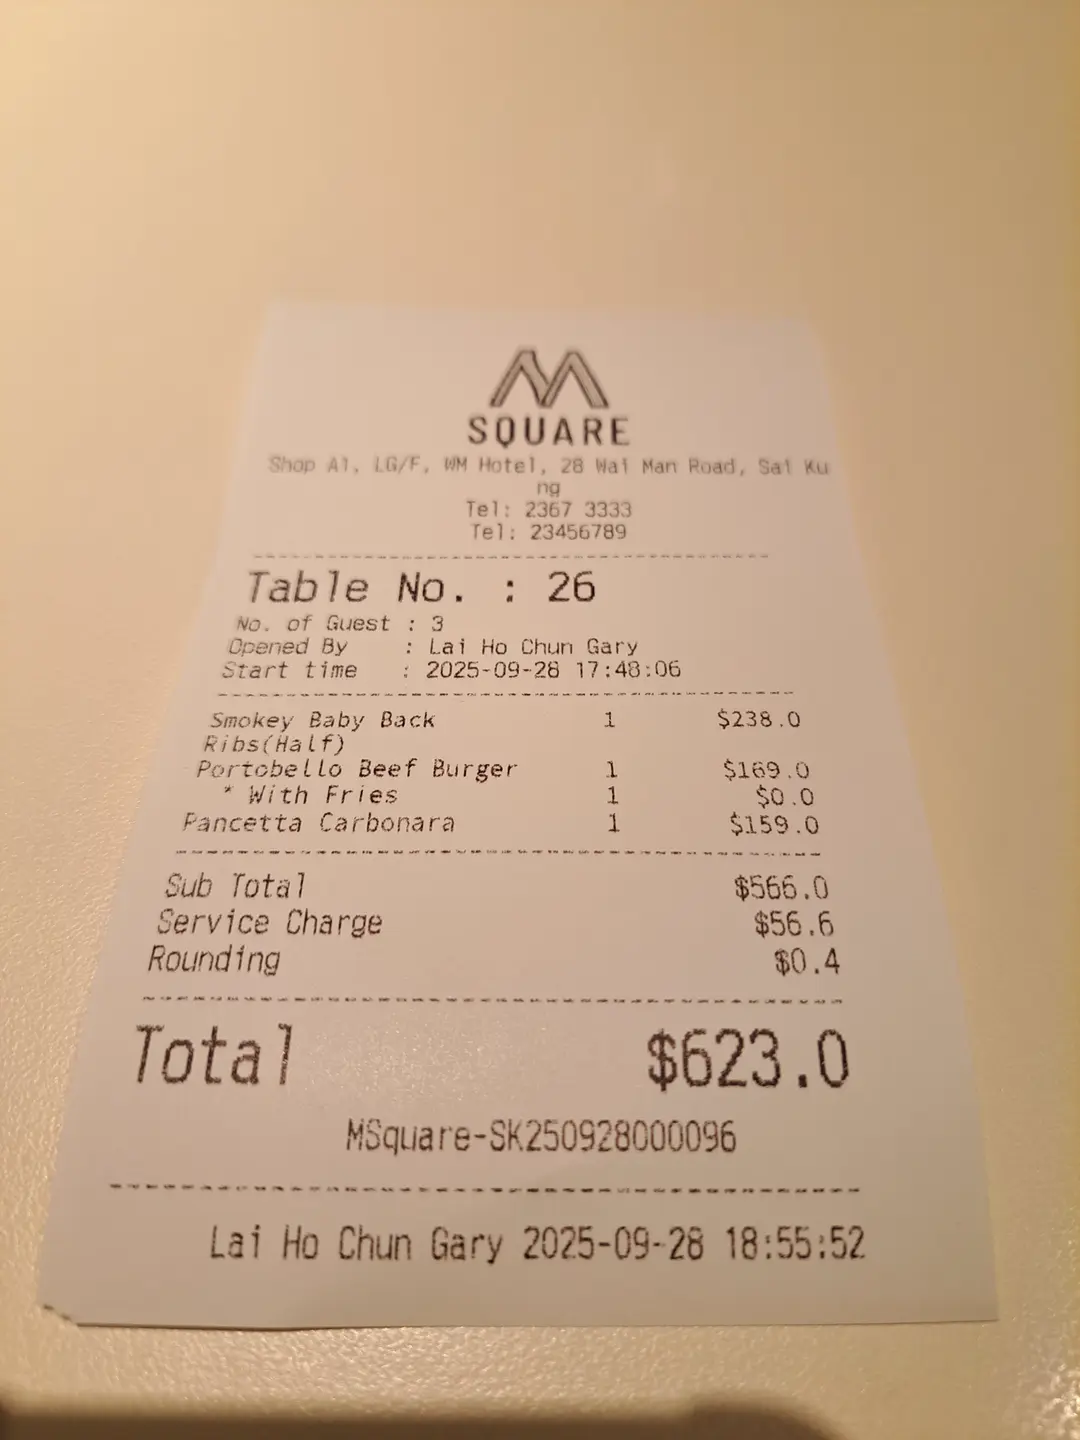 M
SQUARE
Shop A1, LG/F, WM Hotel, 28 Wai Man Road, Sai Ku
ng
Tel: 2367 3333
Tel: 23456789
Table No. : 26
No. of Guest : 3
Opened By : Lai Ho Chun Gary
Start time : 2025-09-28 17:48:06
Smokey Baby Back 1 $238.0
Ribs(Half)
Portobello Beef Burger 1 $169.0
* With Fries 1 $0.0
Pancetta Carbonara 1 $159.0
Sub Total $566.0
Service Charge $56.6
Rounding $0.4
Total $623.0
MSquare-SK250928000096
Lai Ho Chun Gary 2025-09-28 18:55:52